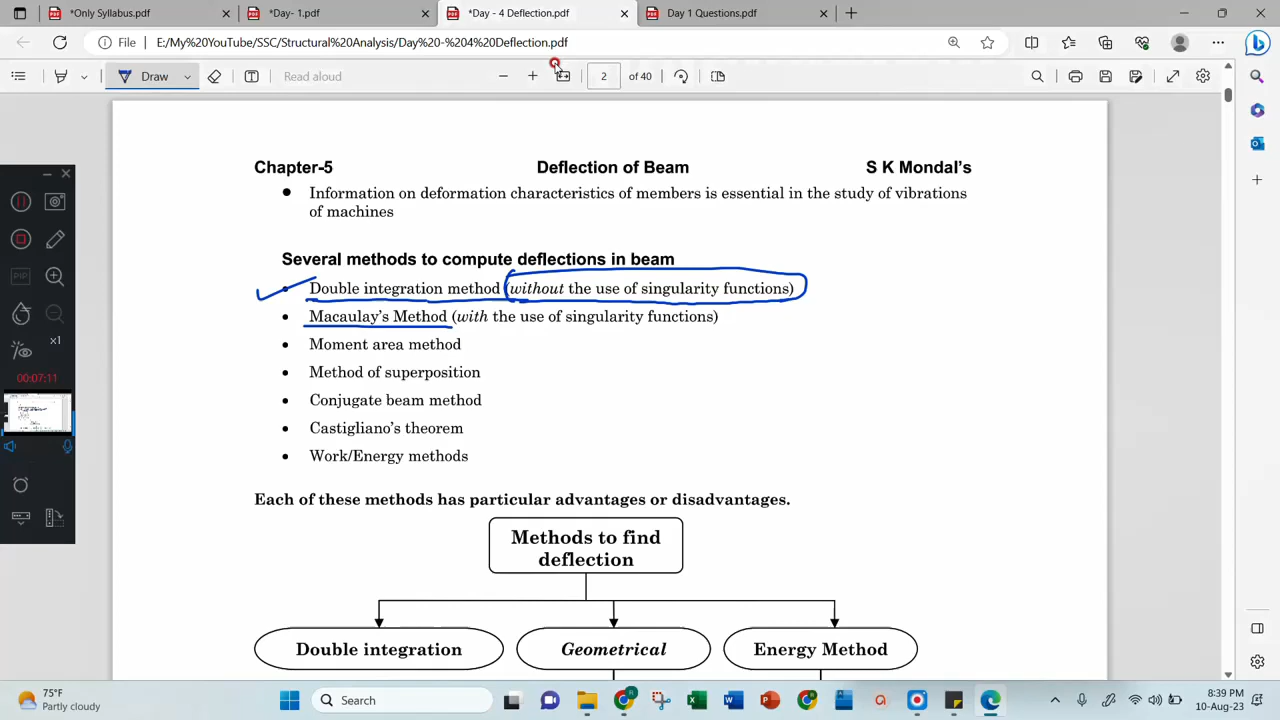 *Only Syllabus.pdf
*Day- 1.pdf
*Day - 4 Deflection.pdf
Day 1 Questions.pdf
File E:/My%20YouTube/SSC/Structural%20Analysis/Day%20-%204%20Deflection.pdf
Draw
Read aloud
2 of 40
Chapter-5 Deflection of Beam S K Mondal's
• Information on deformation characteristics of members is essential in the study of vibrations
of machines
Several methods to compute deflections in beam
• Double integration method (without the use of singularity functions)
• Macaulay's Method (with the use of singularity functions)
• Moment area method
• Method of superposition
• Conjugate beam method
• Castigliano's theorem
• Work/Energy methods
Each of these methods has particular advantages or disadvantages.
Methods to find
deflection
Double integration
Geometrical
Energy Method
PIP
x1
00:07:11
75°F
Partly cloudy
Search
8:39 PM
10-Aug-23